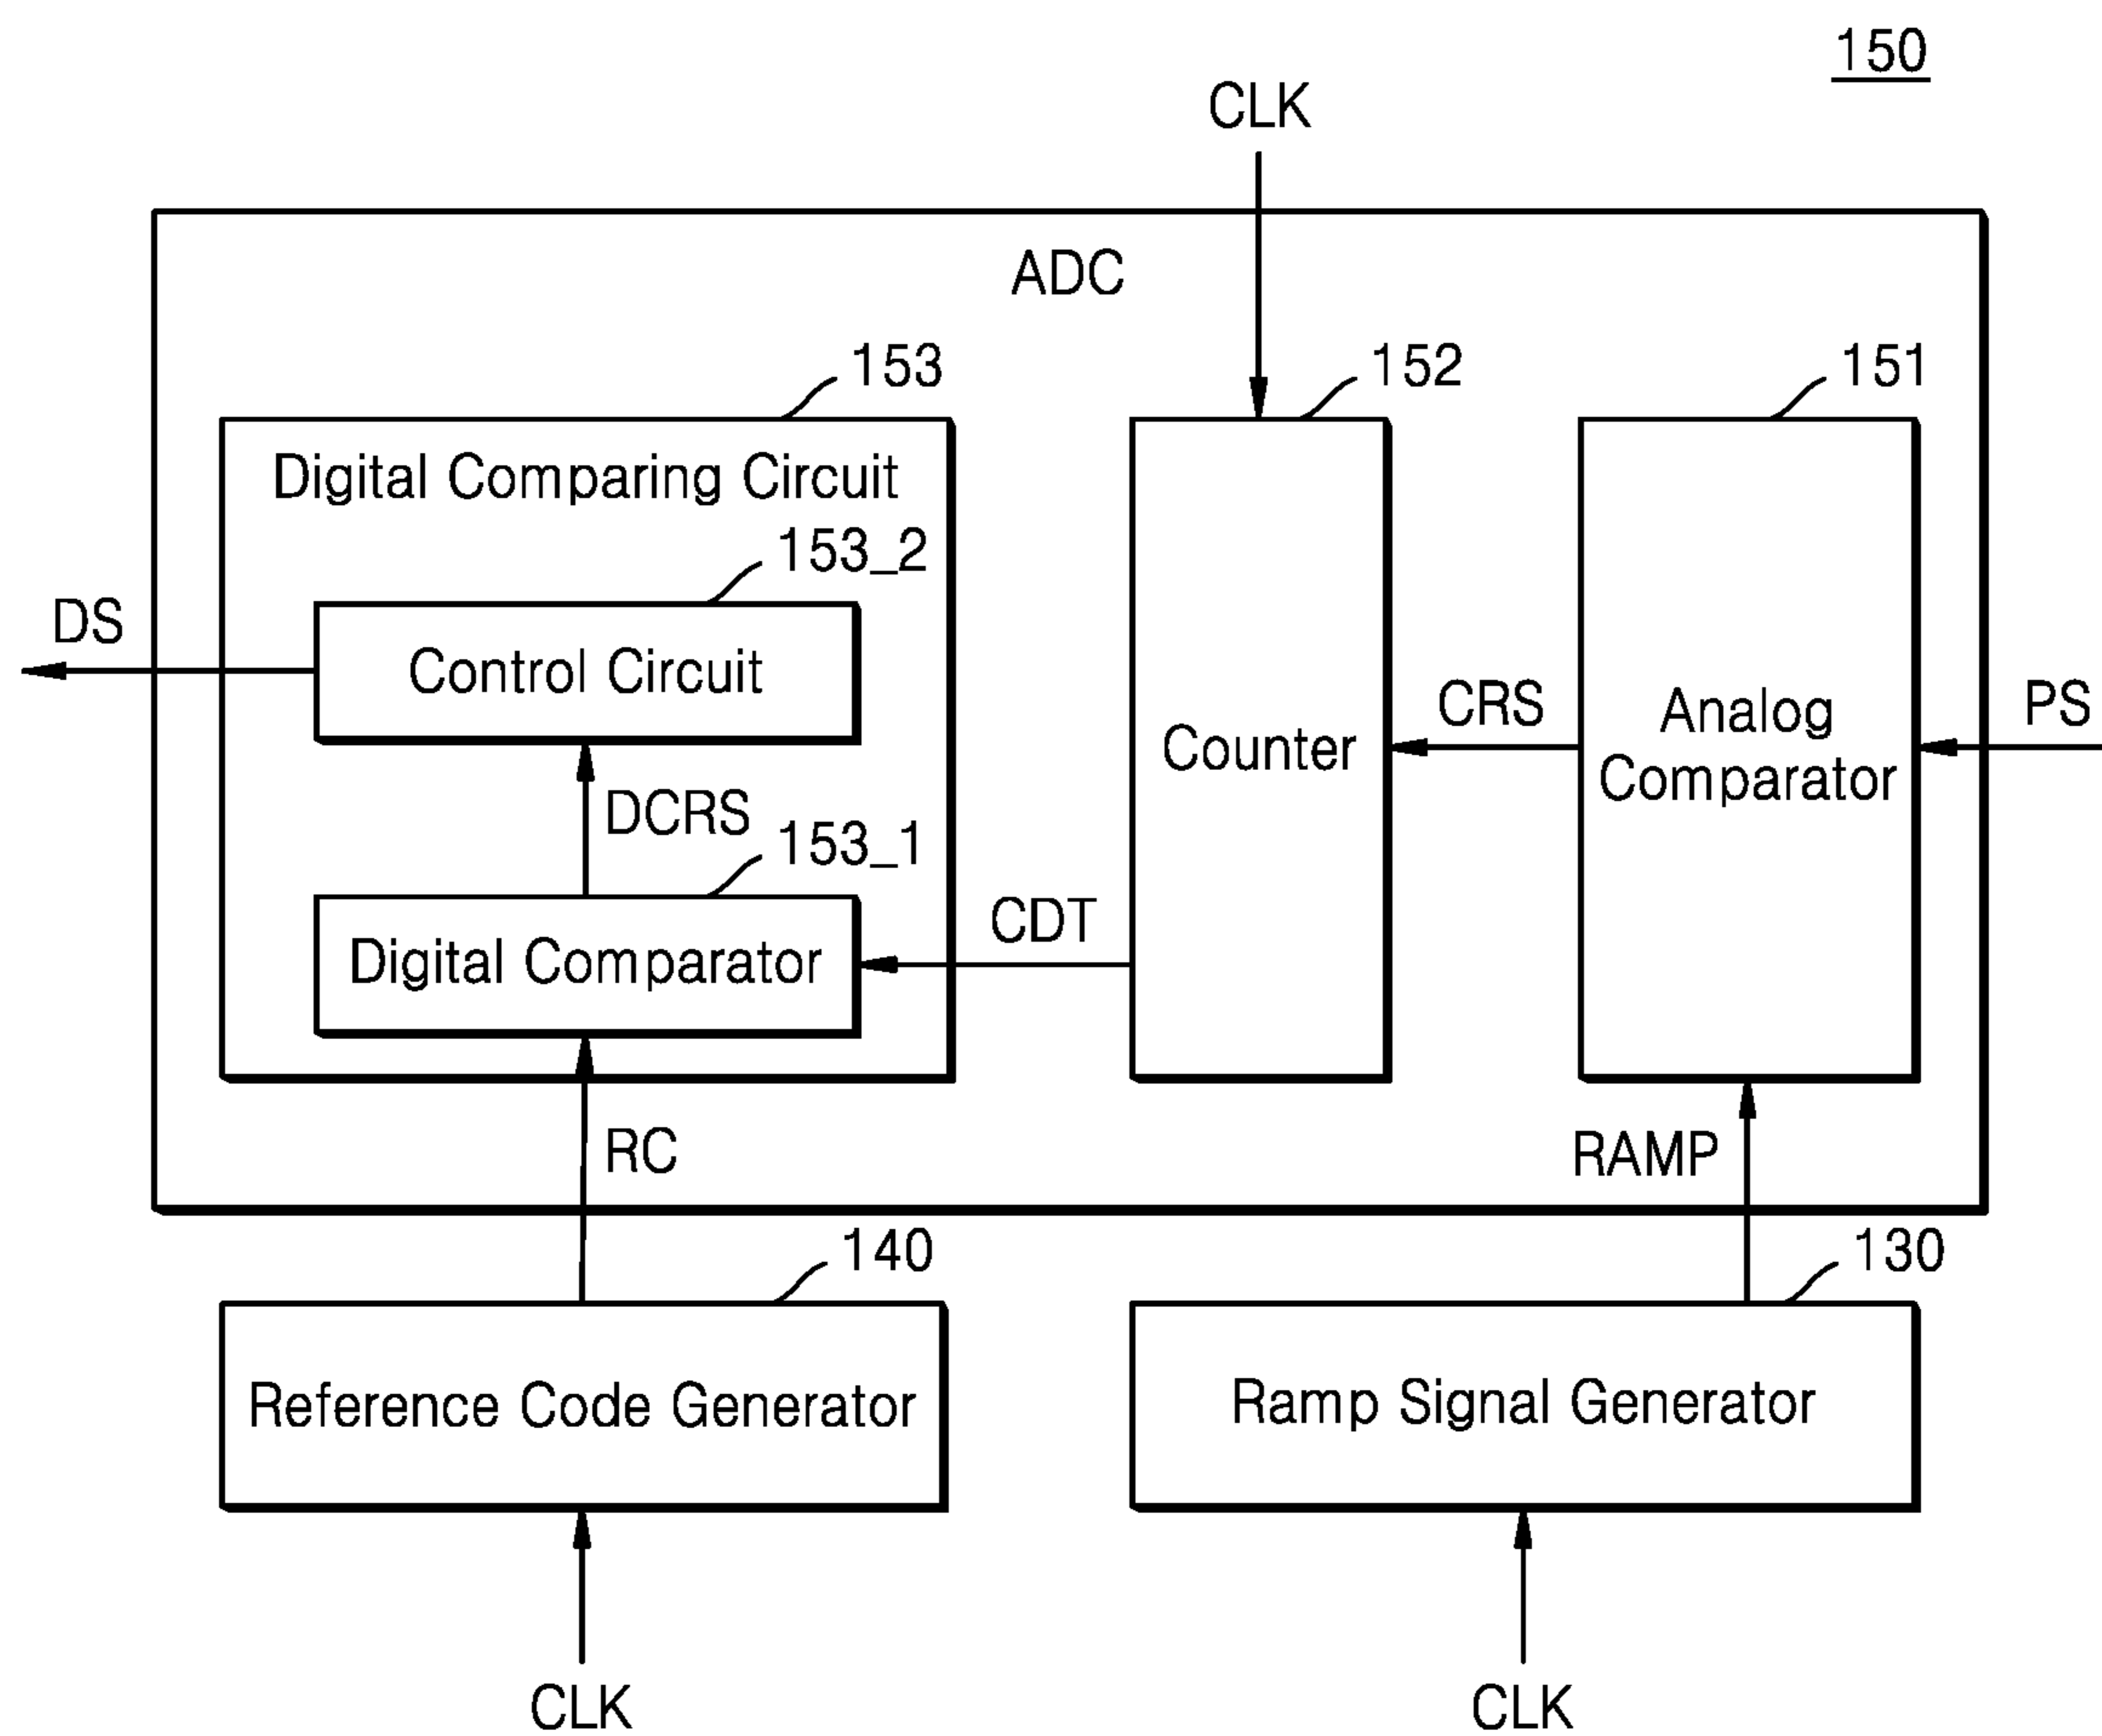 150
CLK
ADC
153
152
151
Digital Comparing Circuit
153_2
DS
Control Circuit
CRS
PS
Counter
Analog
Comparator
DCRS
153_1
CDT
Digital Comparator
RC
RAMP
140
130
Reference Code Generator
Ramp Signal Generator
CLK
CLK